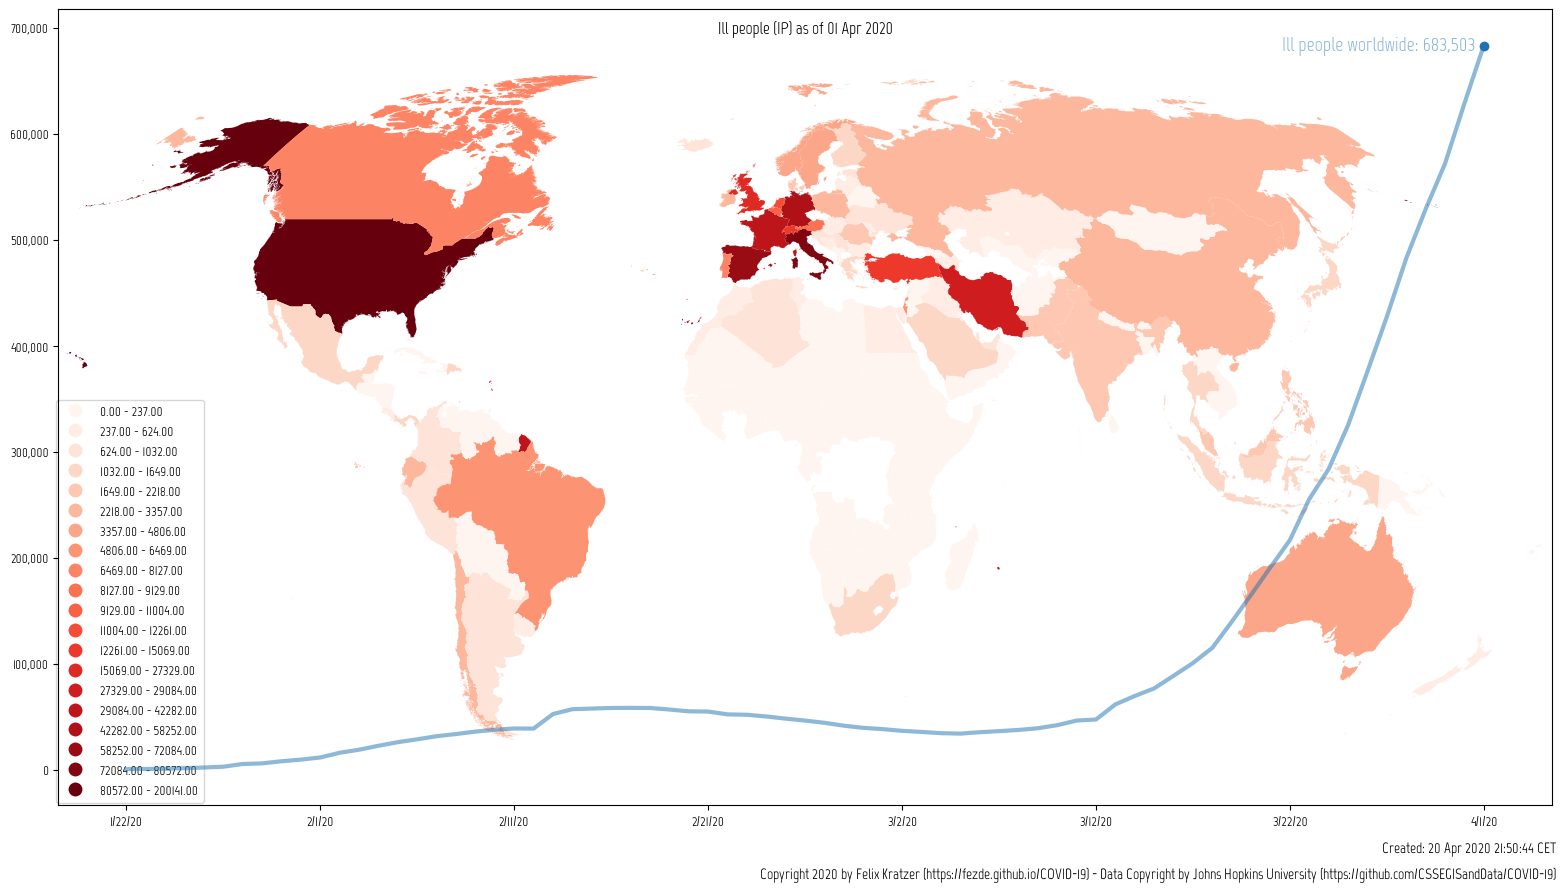 Ill people (IP) as of 01 Apr 2020
Ill people worldwide: 683,503
700,000
600,000
500,000
400,000
300,000
200,000
100,000
0
0.00 - 237.00
237.00 - 624.00
624.00 - 1032.00
1032.00 - 1649.00
1649.00 - 2218.00
2218.00 - 3357.00
3357.00 - 4806.00
4806.00 - 6469.00
6469.00 - 8127.00
8127.00 - 9129.00
9129.00 - 11004.00
11004.00 - 12261.00
12261.00 - 15069.00
15069.00 - 27329.00
27329.00 - 29084.00
29084.00 - 42282.00
42282.00 - 58252.00
58252.00 - 72084.00
72084.00 - 80572.00
80572.00 - 200141.00
1/22/20 2/1/20 2/11/20 2/21/20 3/2/20 3/12/20 3/22/20 4/1/20
Created: 20 Apr 2020 21:50:44 CET
Copyright 2020 by Felix Kratzer (https://fezde.github.io/COVID-19) - Data Copyright by Johns Hopkins University (https://github.com/CSSEGISandData/COVID-19)